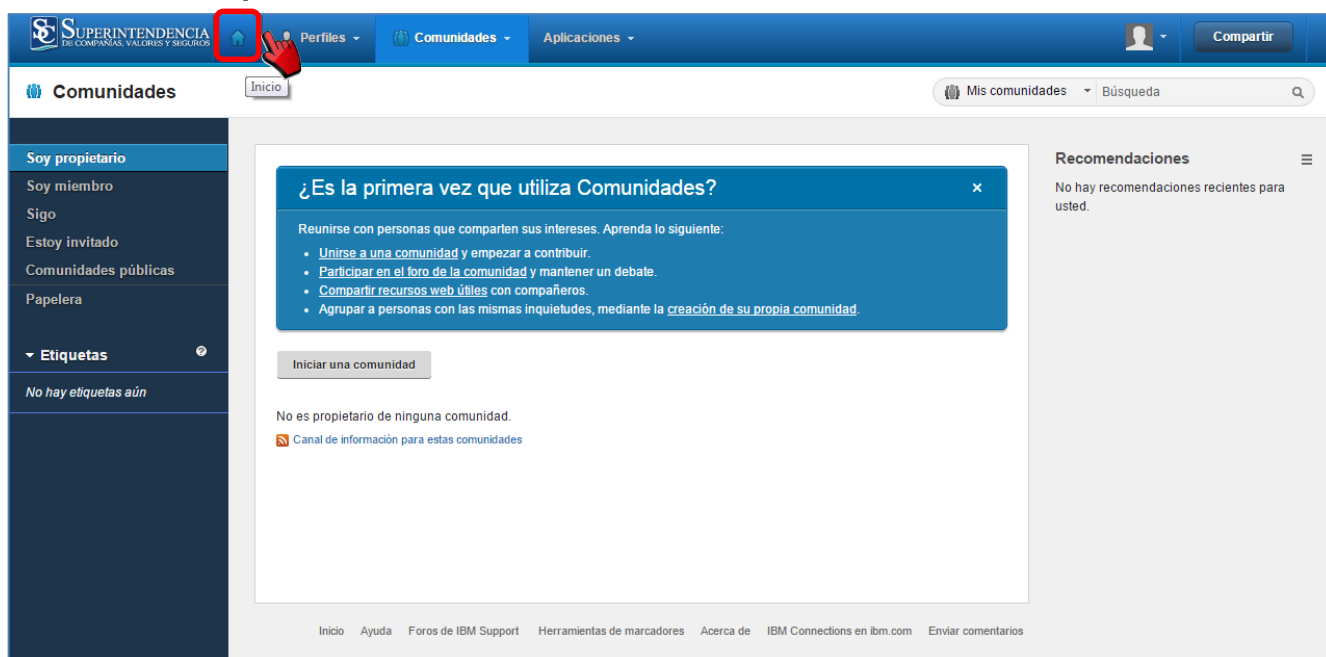 SC SUPERINTENDENCIA
DE COMPAÑÍAS, VALORES Y SEGUROS
Perfiles
Comunidades
Aplicaciones
Compartir
Inicio
Comunidades
Mis comunidades
Búsqueda
Soy propietario
Soy miembro
Sigo
Estoy invitado
Comunidades públicas
Papelera
Etiquetas
?
No hay etiquetas aún
¿Es la primera vez que utiliza Comunidades?
×
Reunirse con personas que comparten sus intereses. Aprenda lo siguiente:
• Unirse a una comunidad y empezar a contribuir.
• Participar en el foro de la comunidad y mantener un debate.
• Compartir recursos web útiles con compañeros.
• Agrupar a personas con las mismas inquietudes, mediante la creación de su propia comunidad.
Iniciar una comunidad
No es propietario de ninguna comunidad.
Canal de información para estas comunidades
Recomendaciones
No hay recomendaciones recientes para
usted.
Inicio Ayuda Foros de IBM Support Herramientas de marcadores Acerca de IBM Connections en ibm.com Enviar comentarios